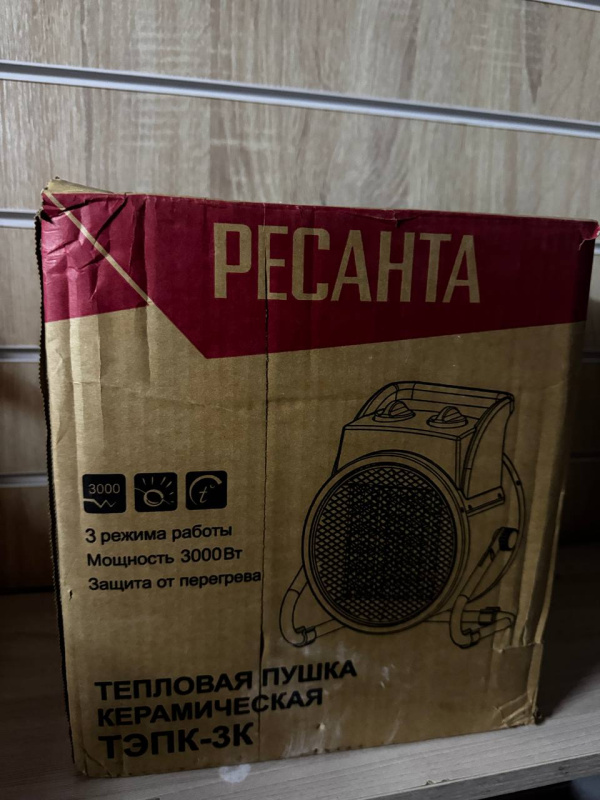 РЕСАНТА
3000
t°
3 режима работы
Мощность 3000Вт
Защита от перегрева
ТЕПЛОВАЯ ПУШКА
КЕРАМИЧЕСКАЯ
ТЭПК-3К